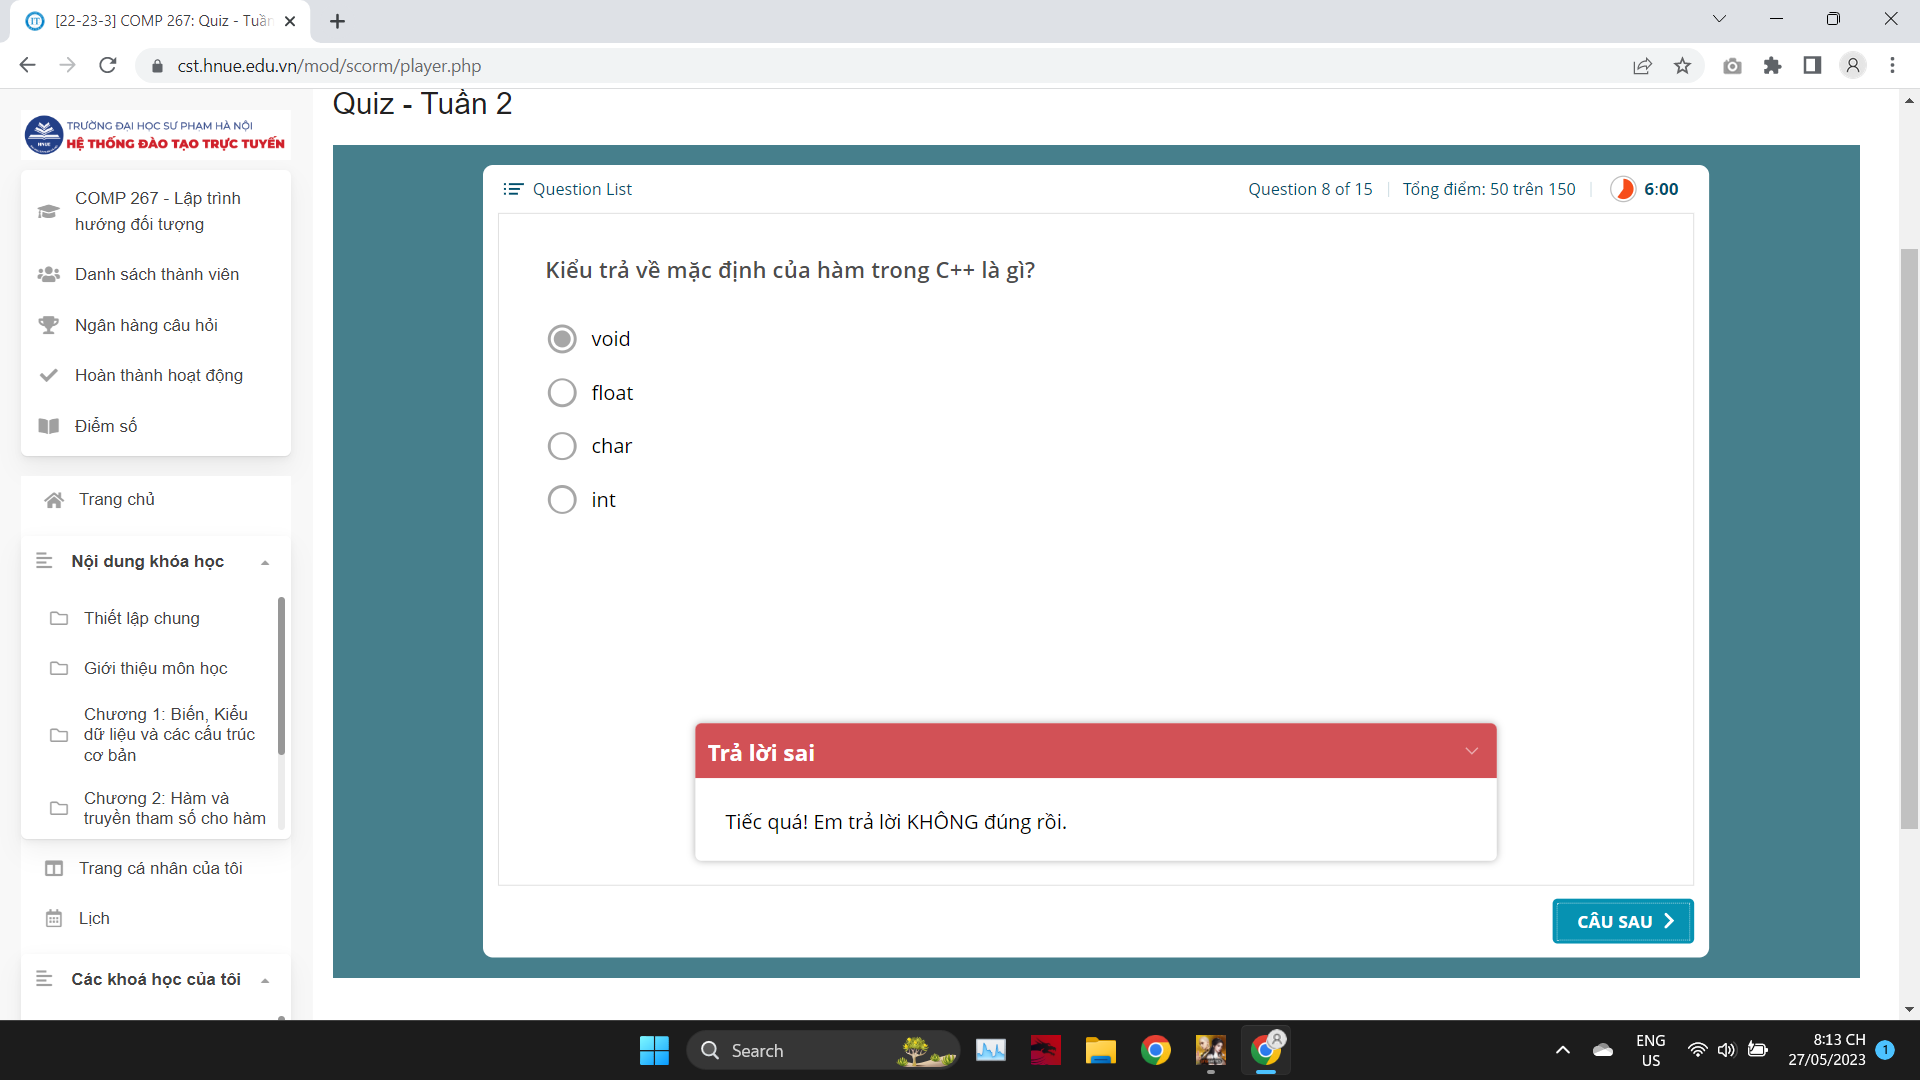 [22-23-3] COMP 267: Quiz - Tuần
cst.hnue.edu.vn/mod/scorm/player.php
TRƯỜNG ĐẠI HỌC SƯ PHẠM HÀ NỘI
HỆ THỐNG ĐÀO TẠO TRỰC TUYẾN
HNUE
COMP 267 - Lập trình
hướng đối tượng
Danh sách thành viên
Ngân hàng câu hỏi
Hoàn thành hoạt động
Điểm số
Trang chủ
Nội dung khóa học
Thiết lập chung
Giới thiệu môn học
Chương 1: Biến, Kiểu
dữ liệu và các cấu trúc
cơ bản
Chương 2: Hàm và
truyền tham số cho hàm
Trang cá nhân của tôi
Lịch
Các khoá học của tôi
Quiz - Tuần 2
Question List
Question 8 of 15
Tổng điểm: 50 trên 150
6:00
Kiểu trả về mặc định của hàm trong C++ là gì?
void
float
char
int
Trả lời sai
Tiếc quá! Em trả lời KHÔNG đúng rồi.
CÂU SAU
Search
ENG
US
8:13 CH
27/05/2023
1